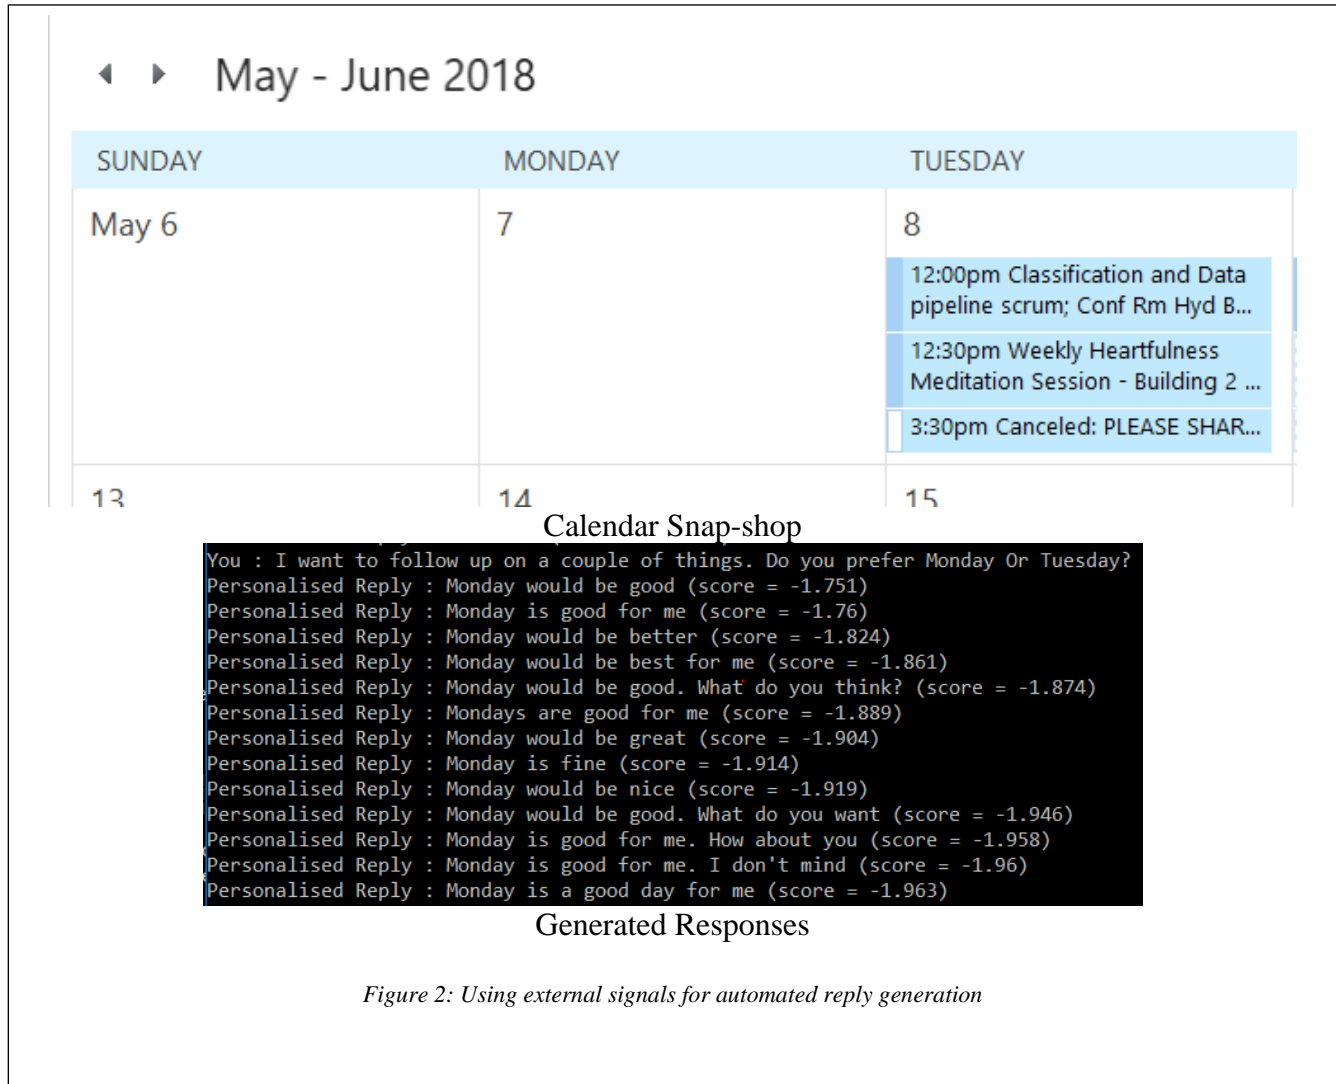 May - June 2018
SUNDAY MONDAY TUESDAY
May 6 7 8
12:00pm Classification and Data
pipeline scrum; Conf Rm Hyd B...
12:30pm Weekly Heartfulness
Meditation Session - Building 2 ...
3:30pm Canceled: PLEASE SHAR...
13 14 15
Calendar Snap-shop
You : I want to follow up on a couple of things. Do you prefer Monday Or Tuesday?
Personalised Reply : Monday would be good (score = -1.751)
Personalised Reply : Monday is good for me (score = -1.76)
Personalised Reply : Monday would be better (score = -1.824)
Personalised Reply : Monday would be best for me (score = -1.861)
Personalised Reply : Monday would be good. What do you think? (score = -1.874)
Personalised Reply : Mondays are good for me (score = -1.889)
Personalised Reply : Monday would be great (score = -1.904)
Personalised Reply : Monday is fine (score = -1.914)
Personalised Reply : Monday would be nice (score = -1.919)
Personalised Reply : Monday would be good. What do you want (score = -1.946)
Personalised Reply : Monday is good for me. How about you (score = -1.958)
Personalised Reply : Monday is good for me. I don't mind (score = -1.96)
Personalised Reply : Monday is a good day for me (score = -1.963)
Generated Responses
Figure 2: Using external signals for automated reply generation